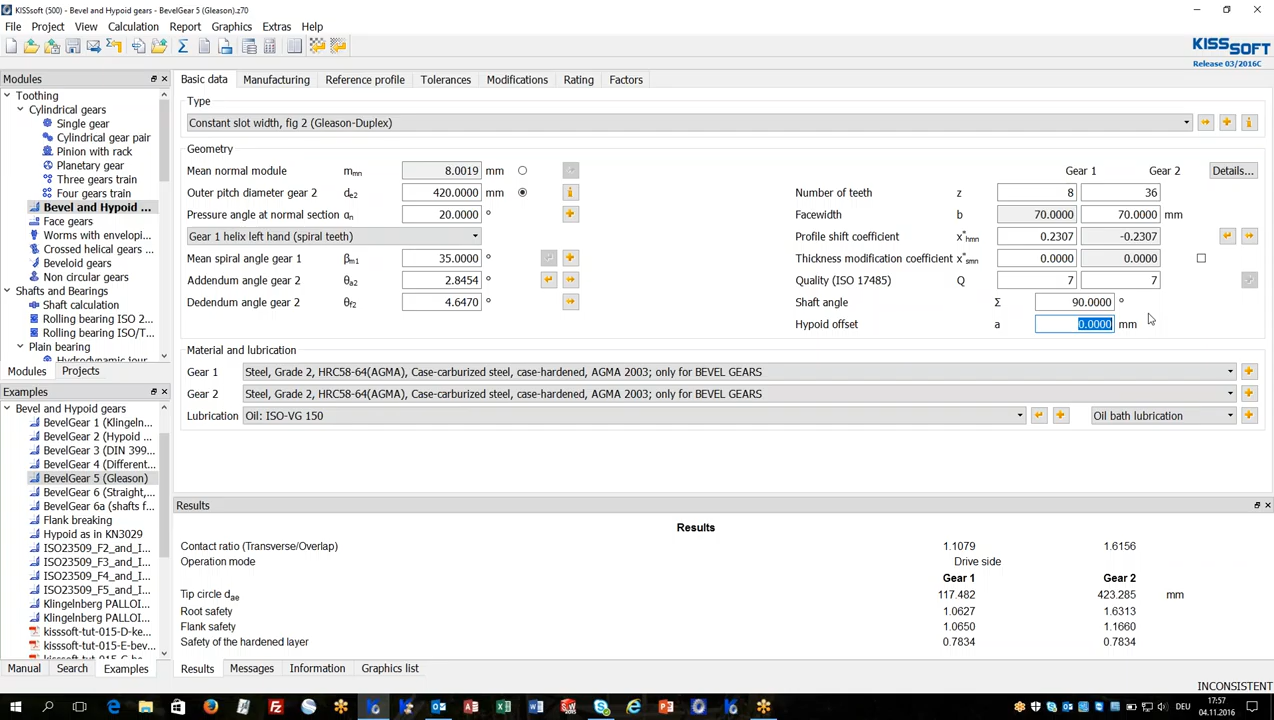 KISSsoft (500) - Bevel and Hypoid gears - BevelGear 5 (Gleason).z70
File Project View Calculation Report Graphics Extras Help
KISSSOFT
Release 03/2016C
Modules
Toothing
Cylindrical gears
Single gear
Cylindrical gear pair
Pinion with rack
Planetary gear
Three gears train
Four gears train
Bevel and Hypoid ...
Face gears
Worms with envelopi...
Crossed helical gears ...
Beveloid gears
Non circular gears
Shafts and Bearings
Shaft calculation
Rolling bearing ISO 2...
Rolling bearing ISO/T...
Plain bearing
Modules Projects
Examples
Bevel and Hypoid gears
BevelGear 1 (Klingeln...
BevelGear 2 (Hypoid ...
BevelGear 3 (DIN 399...
BevelGear 4 (Different...
BevelGear 5 (Gleason)
BevelGear 6 (Straight,...
BevelGear 6a (shafts f...
Flank breaking
Hypoid as in KN3029
ISO23509_F2_and_I...
ISO23509_F3_and_I...
ISO23509_F4_and_I...
ISO23509_F5_and_I...
Klingelnberg PALLOI...
Klingelnberg PALLOI...
kisssoft-tut-015-D-ke...
kisssoft-tut-015-E-bev...
Manual Search Examples
Basic data Manufacturing Reference profile Tolerances Modifications Rating Factors
Type
Constant slot width, fig 2 (Gleason-Duplex)
Geometry
Mean normal module mmn 8.0019 mm
Outer pitch diameter gear 2 de2 420.0000 mm
Pressure angle at normal section αn 20.0000 °
Gear 1 helix left hand (spiral teeth)
Mean spiral angle gear 1 βm1 35.0000 °
Addendum angle gear 2 θa2 2.8454 °
Dedendum angle gear 2 θf2 4.6470 °
Gear 1 Gear 2 Details...
Number of teeth z 8 36
Facewidth b 70.0000 70.0000 mm
Profile shift coefficient x*hmn 0.2307 -0.2307
Thickness modification coefficient x*smn 0.0000 0.0000
Quality (ISO 17485) Q 7 7
Shaft angle Σ 90.0000 °
Hypoid offset a 0.0000 mm
Material and lubrication
Gear 1 Steel, Grade 2, HRC58-64(AGMA), Case-carburized steel, case-hardened, AGMA 2003; only for BEVEL GEARS
Gear 2 Steel, Grade 2, HRC58-64(AGMA), Case-carburized steel, case-hardened, AGMA 2003; only for BEVEL GEARS
Lubrication Oil: ISO-VG 150 Oil bath lubrication
Results
Results
Contact ratio (Transverse/Overlap) 1.1079 1.6156
Operation mode Drive side
Gear 1 Gear 2
Tip circle dae 117.482 423.285 mm
Root safety 1.0627 1.6313
Flank safety 1.0650 1.1660
Safety of the hardened layer 0.7834 0.7834
Results Messages Information Graphics list
INCONSISTENT
DEU
17:57
04.11.2016